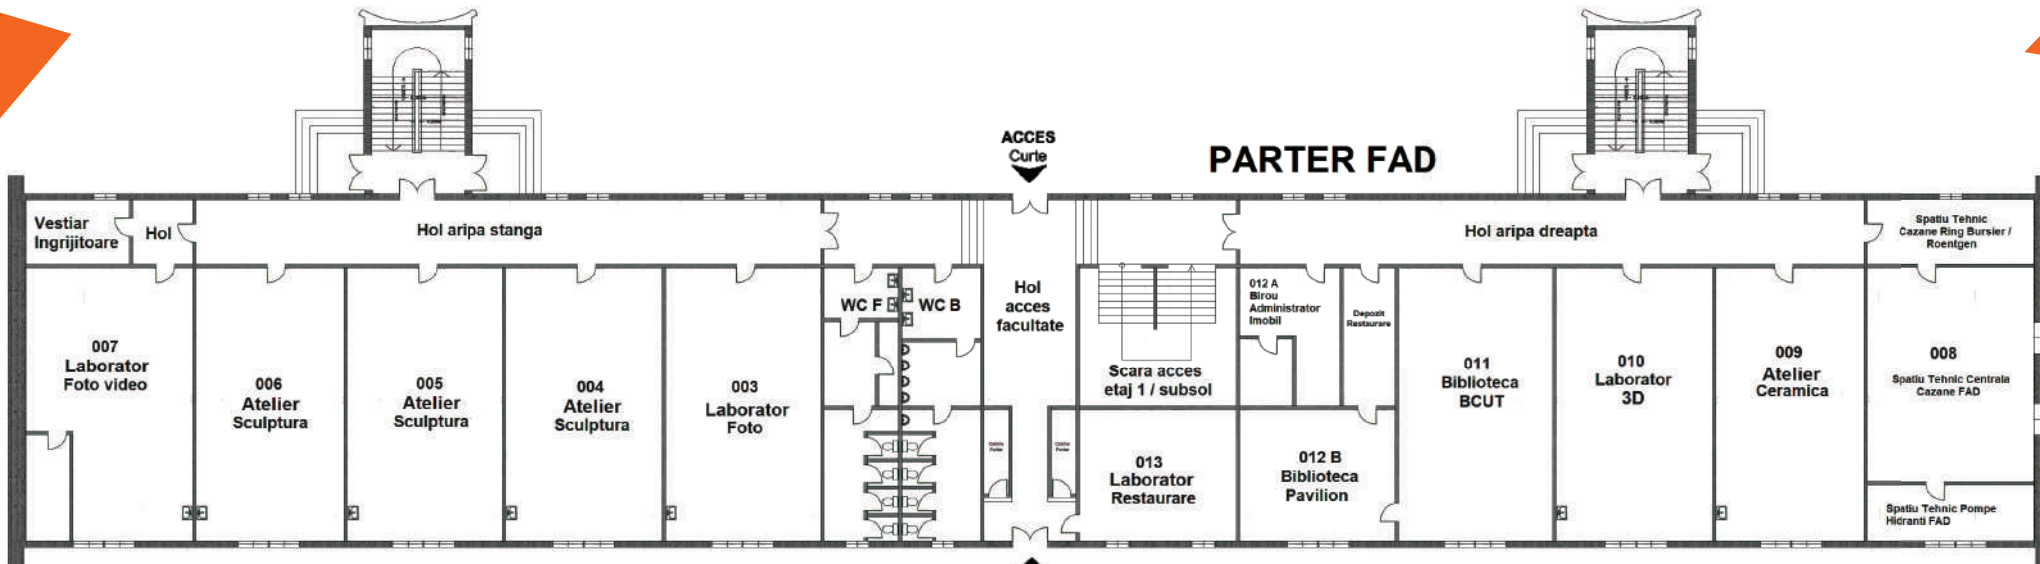 ACCES
Curte
PARTER FAD
Vestiar
Ingrijitoare
Hol
Hol aripa stanga
Hol aripa dreapta
Spatiu Tehnic
Cazane Ring Bursier /
Roentgen
WC F
WC B
Hol
acces
facultate
012 A
Birou
Administrator
Imobil
Depozit
Restaurare
007
Laborator
Foto video
006
Atelier
Sculptura
005
Atelier
Sculptura
004
Atelier
Sculptura
003
Laborator
Foto
Scara acces
etaj 1 / subsol
011
Biblioteca
BCUT
010
Laborator
3D
009
Atelier
Ceramica
008
Spatiu Tehnic Centrala
Cazane FAD
013
Laborator
Restaurare
012 B
Biblioteca
Pavilion
Spatiu Tehnic Pompe
Hidranti FAD